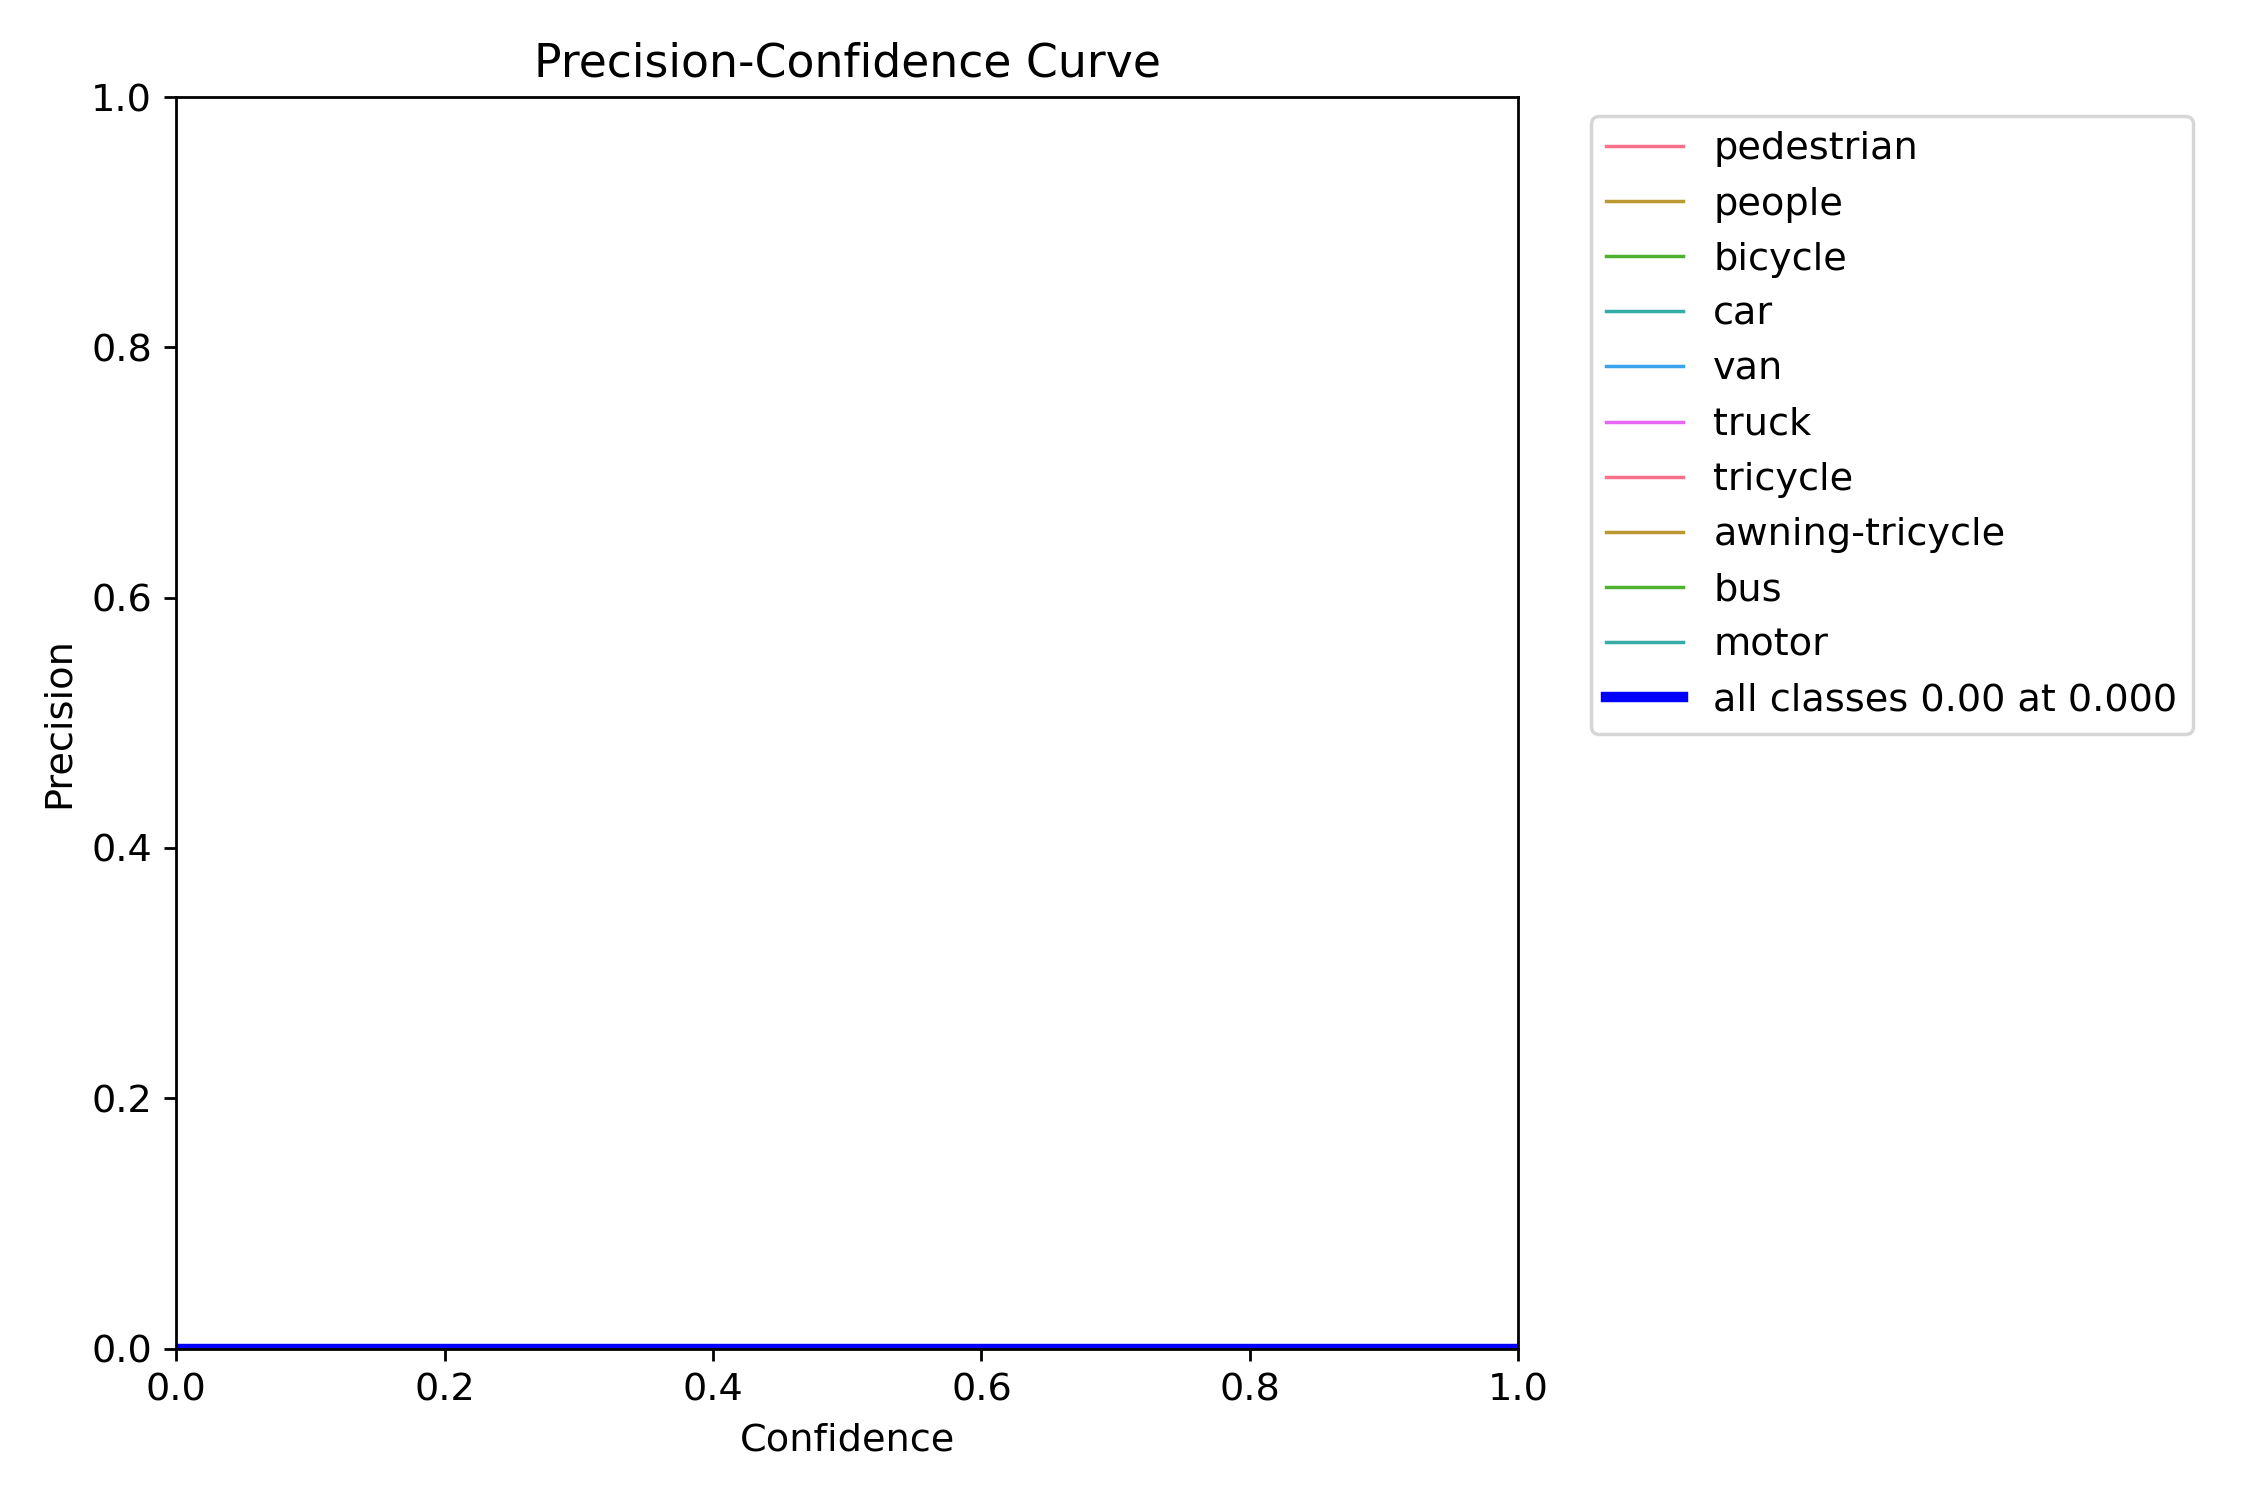 Precision-Confidence Curve
1.0
0.8
0.6
0.4
0.2
0.0
Precision
0.0 0.2 0.4 0.6 0.8 1.0
Confidence
pedestrian
people
bicycle
car
van
truck
tricycle
awning-tricycle
bus
motor
all classes 0.00 at 0.000